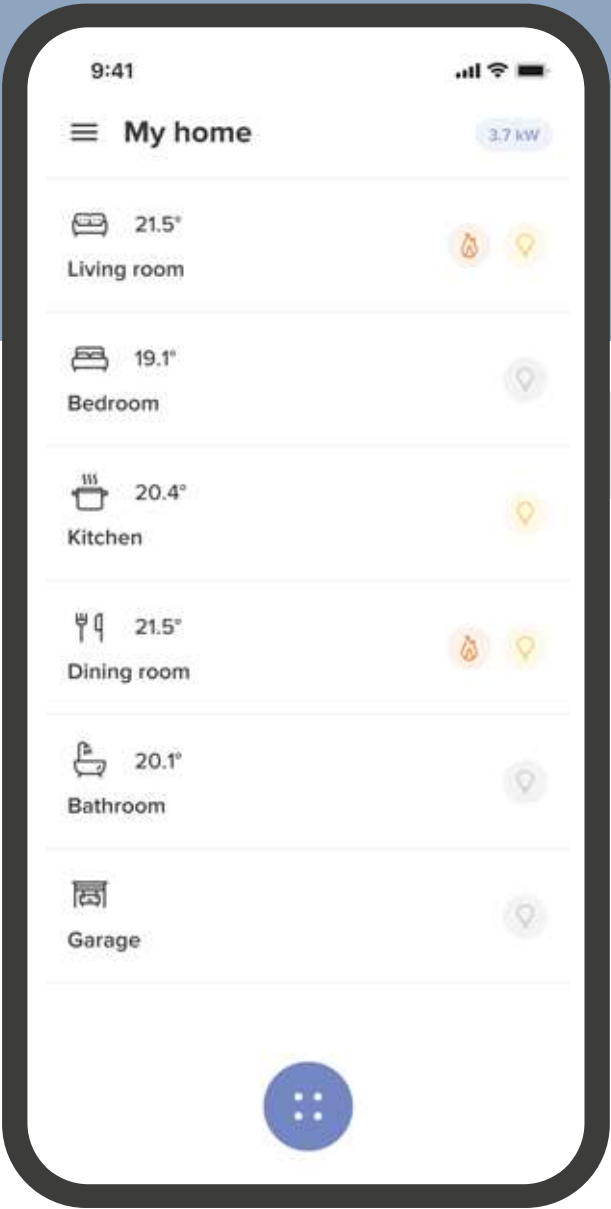 9:41
My home
3.7 kW
21.5°
Living room
19.1°
Bedroom
20.4°
Kitchen
21.5°
Dining room
20.1°
Bathroom
Garage